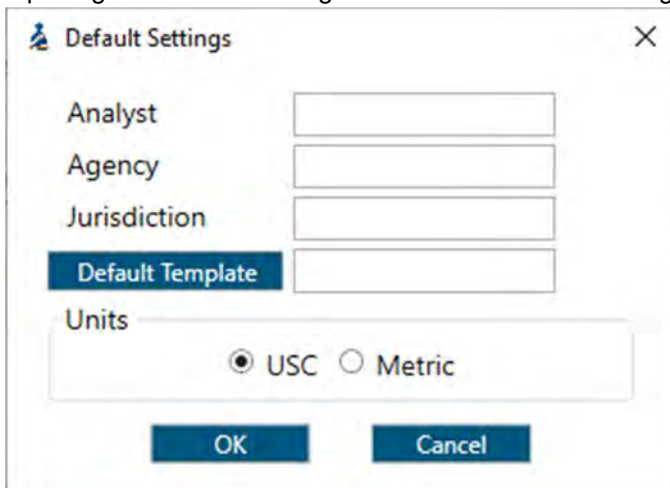 Default Settings
Analyst
Agency
Jurisdiction
Default Template
Units
USC Metric
OK Cancel